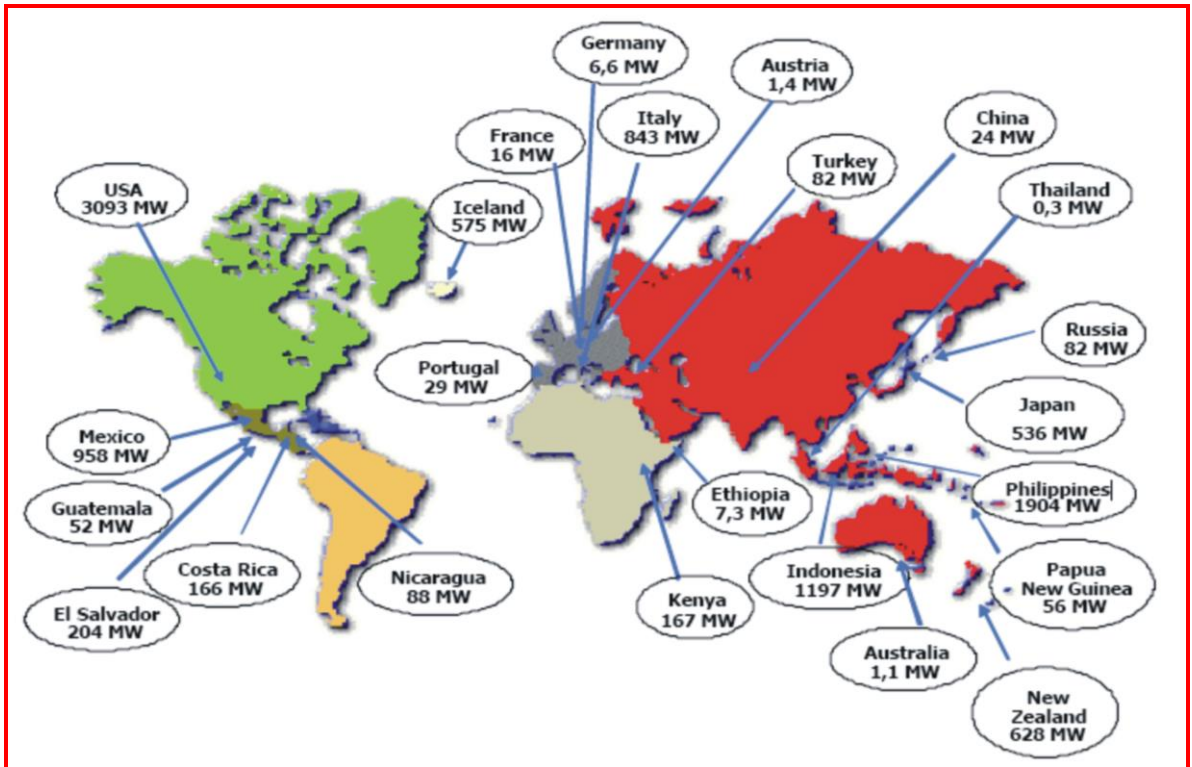 Germany
6,6 MW
Austria
1,4 MW
Italy
843 MW
China
24 MW
France
16 MW
Turkey
82 MW
USA
3093 MW
Thailand
0,3 MW
Iceland
575 MW
Russia
82 MW
Portugal
29 MW
Japan
536 MW
Mexico
958 MW
Philippines
1904 MW
Ethiopia
7,3 MW
Guatemala
52 MW
Costa Rica
166 MW
Nicaragua
88 MW
Indonesia
1197 MW
Papua
New Guinea
56 MW
Kenya
167 MW
El Salvador
204 MW
Australia
1,1 MW
New
Zealand
628 MW